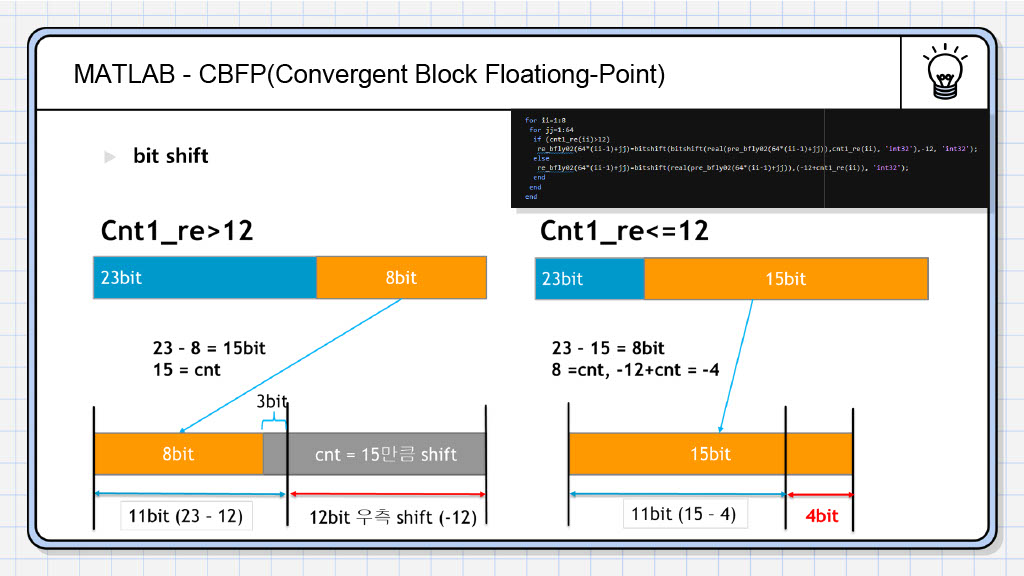 MATLAB - CBFP(Convergent Block Floationg-Point)
bit shift
for ii=1:8
for jj=1:64
if (cnt1_re(ii)>12)
re_bfly02(64*(ii-1)+jj)=bitshift(bitshift(real(pre_bfly02(64*(ii-1)+jj)),cnt1_re(ii), 'int32'),-12, 'int32');
else
re_bfly02(64*(ii-1)+jj)=bitshift(real(pre_bfly02(64*(ii-1)+jj)),(-12+cnt1_re(ii)), 'int32');
end
end
end
Cnt1_re>12
23bit 8bit
23 – 8 = 15bit
15 = cnt
3bit
8bit cnt = 15만큼 shift
11bit (23 – 12) 12bit 우측 shift (-12)
Cnt1_re<=12
23bit 15bit
23 – 15 = 8bit
8 =cnt, -12+cnt = -4
15bit
11bit (15 – 4) 4bit